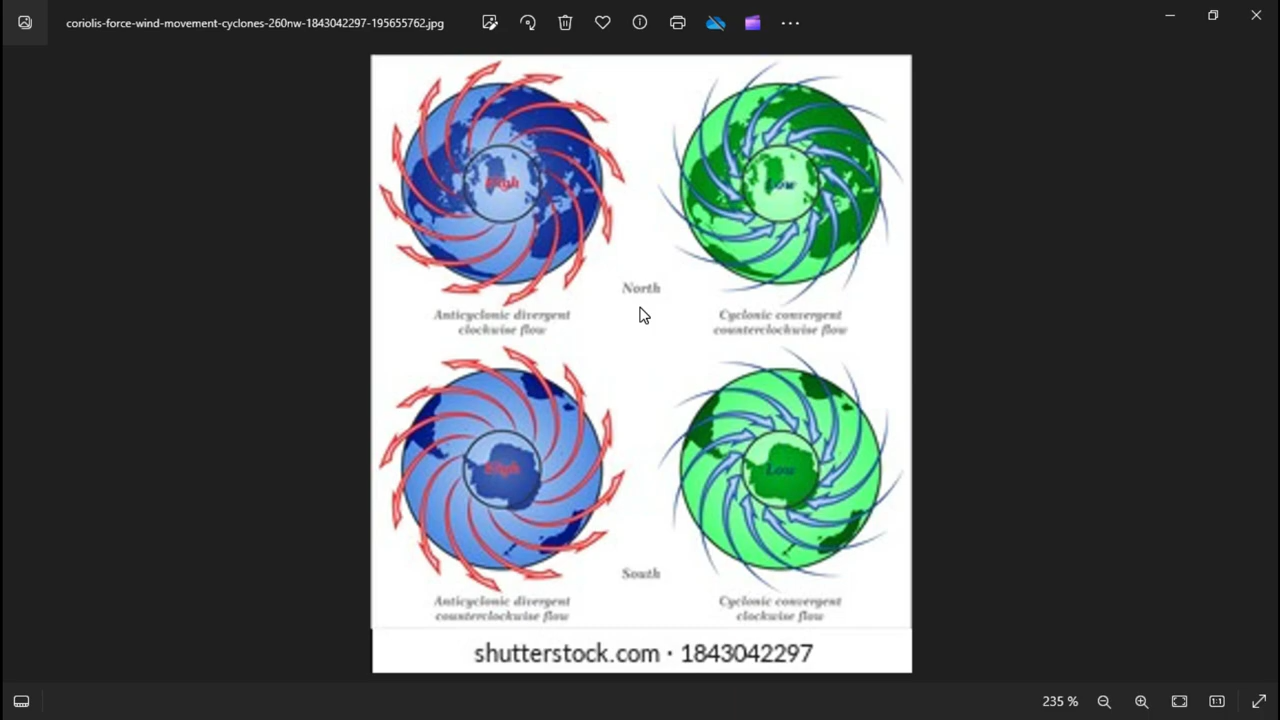 coriolis-force-wind-movement-cyclones-260nw-1843042297-195655762.jpg
High
Low
North
Anticyclonic divergent
clockwise flow
Cyclonic convergent
counterclockwise flow
High
Low
South
Anticyclonic divergent
counterclockwise flow
Cyclonic convergent
clockwise flow
shutterstock.com · 1843042297
235 %